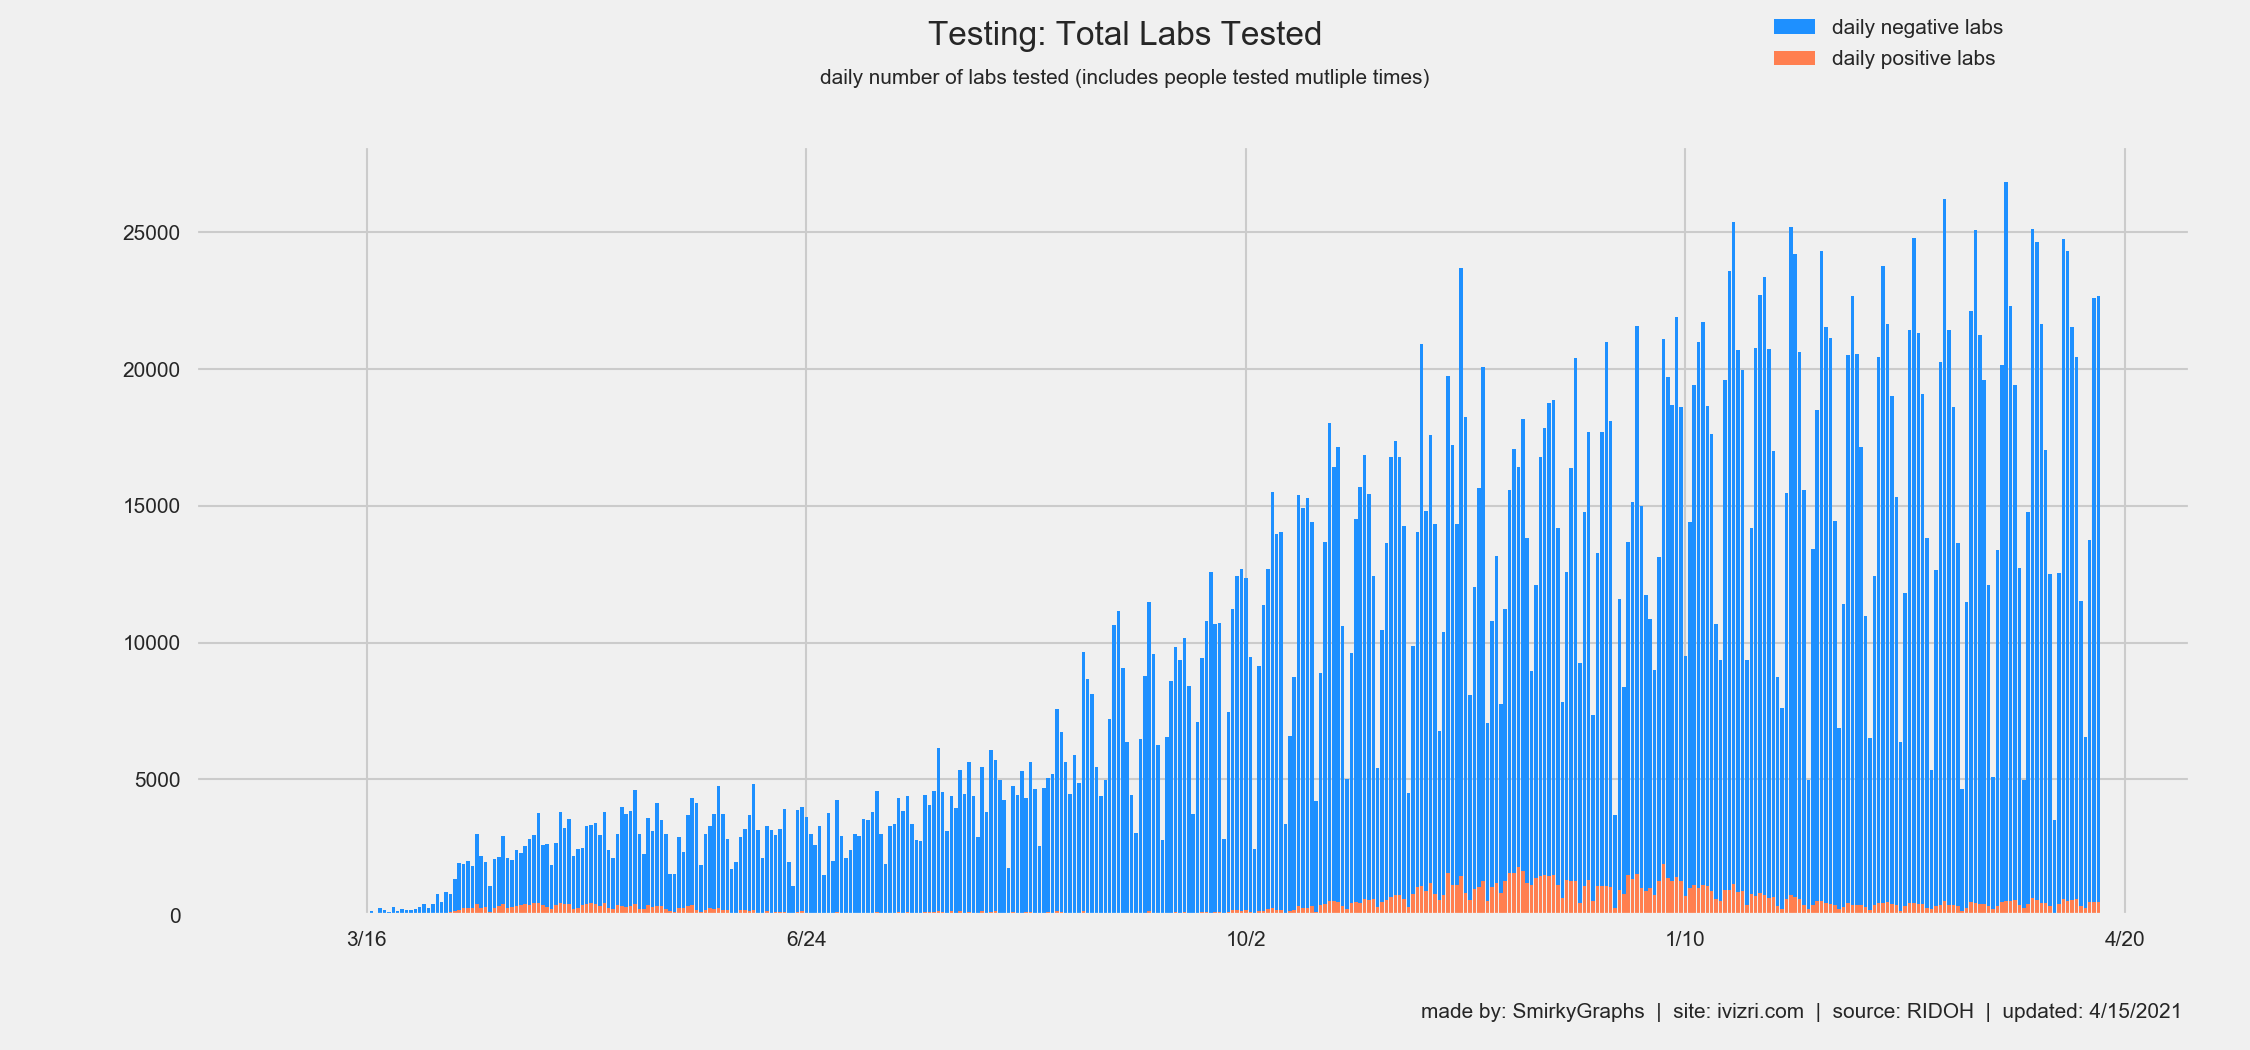 Testing: Total Labs Tested
daily number of labs tested (includes people tested mutliple times)
daily negative labs
daily positive labs
25000
20000
15000
10000
5000
0
3/16 6/24 10/2 1/10 4/20
made by: SmirkyGraphs | site: ivizri.com | source: RIDOH | updated: 4/15/2021